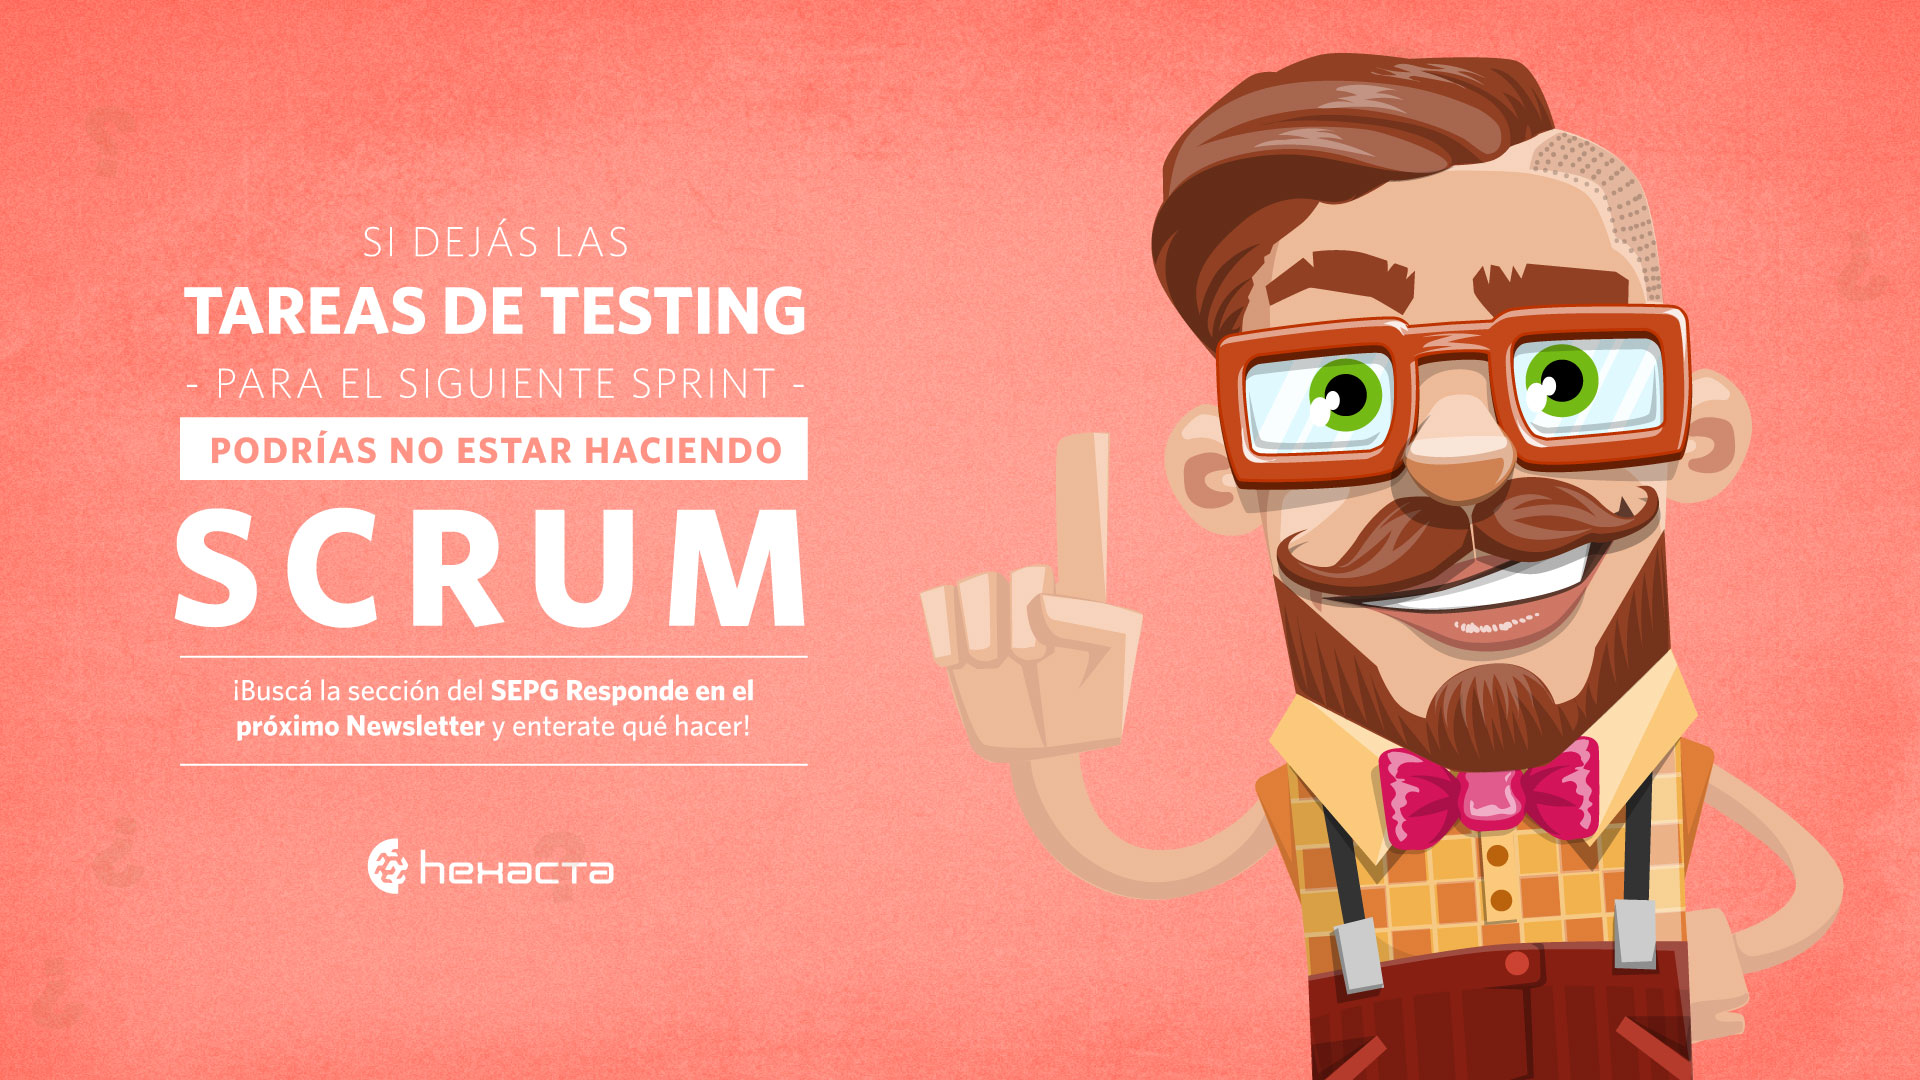 SI DEJÁS LAS
TAREAS DE TESTING
- PARA EL SIGUIENTE SPRINT -
PODRÍAS NO ESTAR HACIENDO
SCRUM
¡Buscá la sección del SEPG Responde en el
próximo Newsletter y enterate qué hacer!
hexacta